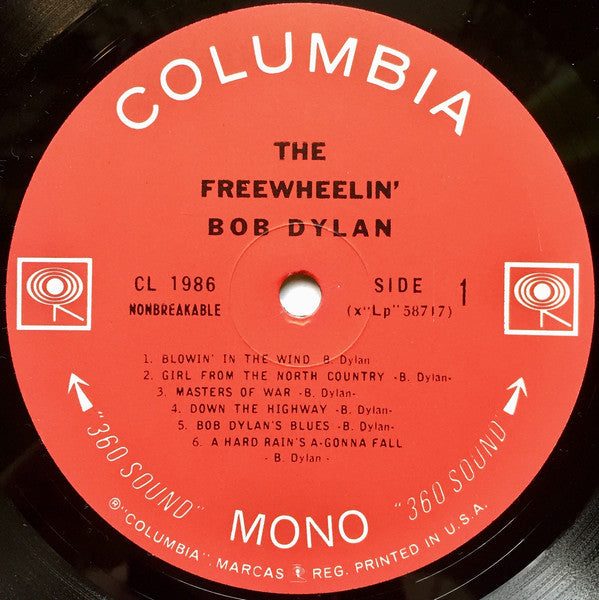 COLUMBIA
THE
FREEWHEELIN'
BOB DYLAN
CL 1986
NONBREAKABLE
SIDE 1
(x"Lp"58717)
1. BLOWIN' IN THE WIND -B. Dylan-
2. GIRL FROM THE NORTH COUNTRY -B. Dylan-
3. MASTERS OF WAR -B. Dylan-
4. DOWN THE HIGHWAY -B. Dylan-
5. BOB DYLAN'S BLUES -B. Dylan-
6. A HARD RAIN'S A-GONNA FALL
- B. Dylan -
"360 SOUND"
MONO
"360 SOUND"
®"COLUMBIA". MARCAS REG. PRINTED IN U.S.A.